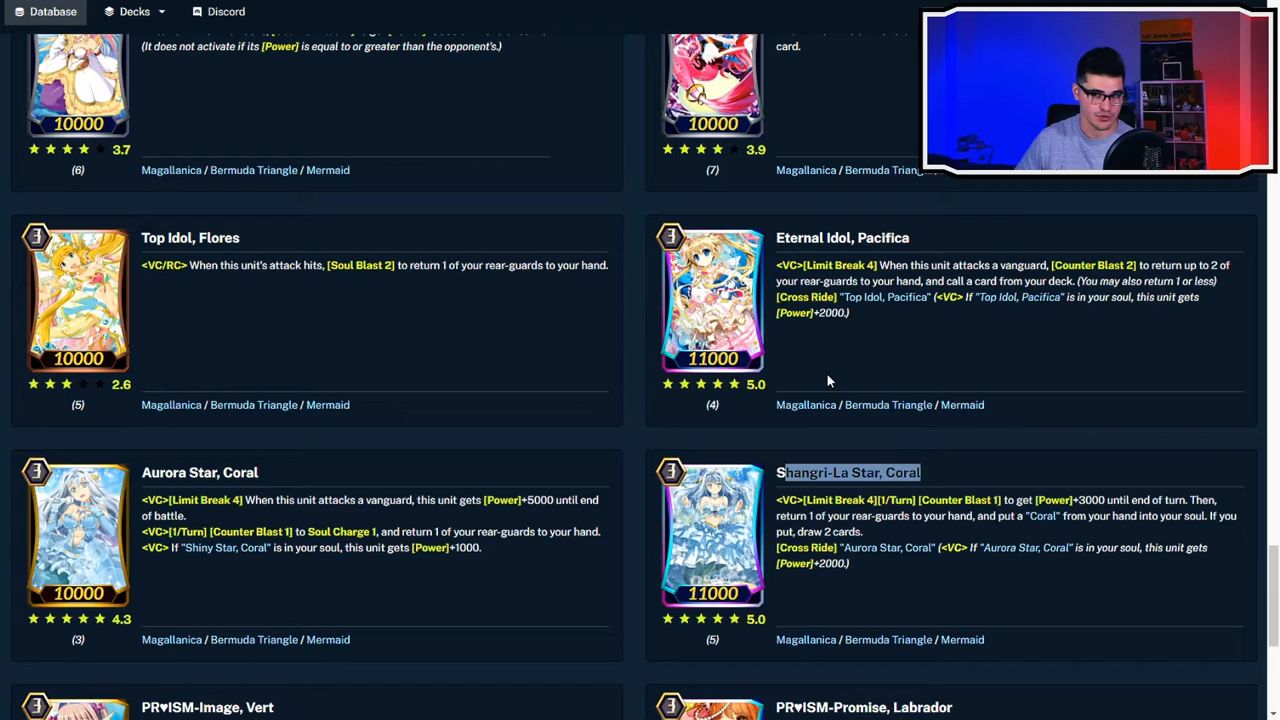 Database Decks Discord
(It does not activate if its [Power] is equal to or greater than the opponent's.)
10000
3.7
(6)
Magallanica / Bermuda Triangle / Mermaid
card.
10000
3.9
(7)
Magallanica / Bermuda
3
Top Idol, Flores
<VC/RC> When this unit's attack hits, [Soul Blast 2] to return 1 of your rear-guards to your hand.
10000
2.6
(5)
Magallanica / Bermuda Triangle / Mermaid
3
Eternal Idol, Pacifica
<VC>[Limit Break 4] When this unit attacks a vanguard, [Counter Blast 2] to return up to 2 of
your rear-guards to your hand, and call a card from your deck. (You may also return 1 or less)
[Cross Ride] "Top Idol, Pacifica" (<VC> If "Top Idol, Pacifica" is in your soul, this unit gets
[Power]+2000.)
11000
5.0
(4)
Magallanica / Bermuda Triangle / Mermaid
3
Aurora Star, Coral
<VC>[Limit Break 4] When this unit attacks a vanguard, this unit gets [Power]+5000 until end
of battle.
<VC>[1/Turn] [Counter Blast 1] to Soul Charge 1, and return 1 of your rear-guards to your hand.
<VC> If "Shiny Star, Coral" is in your soul, this unit gets [Power]+1000.
10000
4.3
(3)
Magallanica / Bermuda Triangle / Mermaid
3
Shangri-La Star, Coral
<VC>[Limit Break 4][1/Turn] [Counter Blast 1] to get [Power]+3000 until end of turn. Then,
return 1 of your rear-guards to your hand, and put a "Coral" from your hand into your soul. If you
put, draw 2 cards.
[Cross Ride] "Aurora Star, Coral" (<VC> If "Aurora Star, Coral" is in your soul, this unit gets
[Power]+2000.)
11000
5.0
(5)
Magallanica / Bermuda Triangle / Mermaid
3
PR♥ISM-Image, Vert
3
PR♥ISM-Promise, Labrador